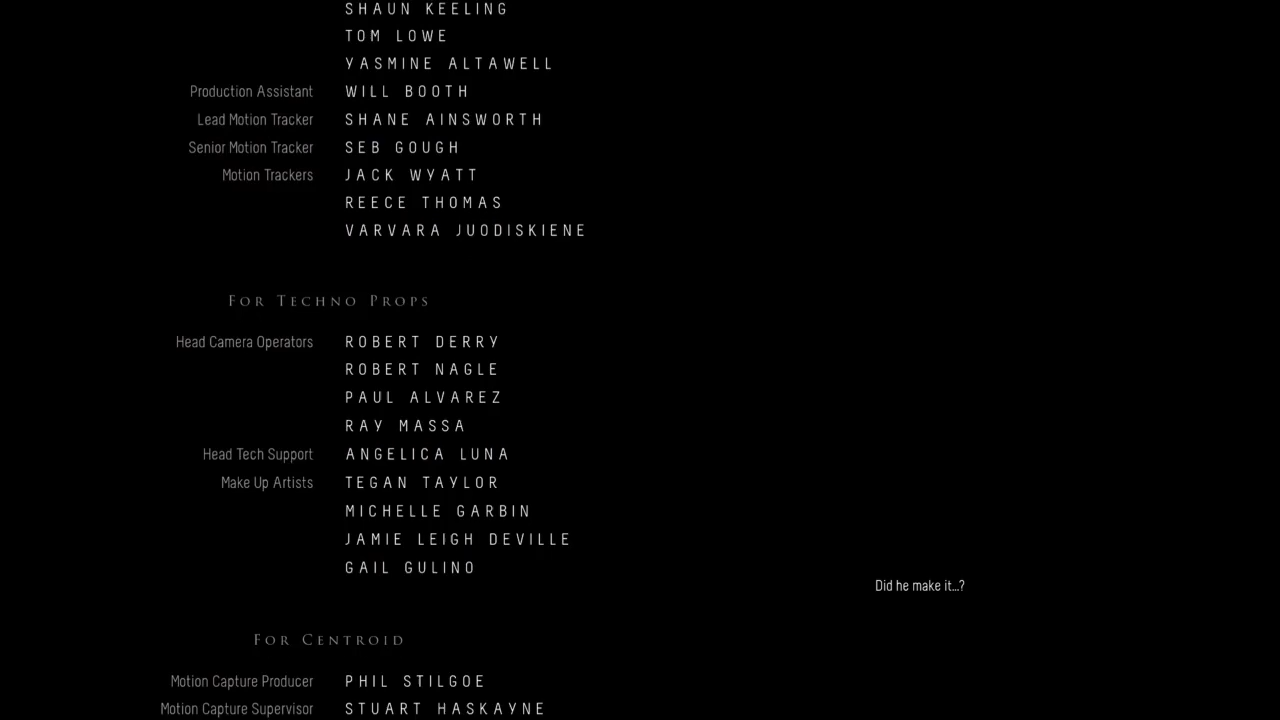 SHAUN KEELING
TOM LOWE
YASMINE ALTAWELL
Production Assistant WILL BOOTH
Lead Motion Tracker SHANE AINSWORTH
Senior Motion Tracker SEB GOUGH
Motion Trackers JACK WYATT
REECE THOMAS
VARVARA JUODISKIENE
FOR TECHNO PROPS
Head Camera Operators ROBERT DERRY
ROBERT NAGLE
PAUL ALVAREZ
RAY MASSA
Head Tech Support ANGELICA LUNA
Make Up Artists TEGAN TAYLOR
MICHELLE GARBIN
JAMIE LEIGH DEVILLE
GAIL GULINO
Did he make it...?
FOR CENTROID
Motion Capture Producer PHIL STILGOE
Motion Capture Supervisor STUART HASKAYNE